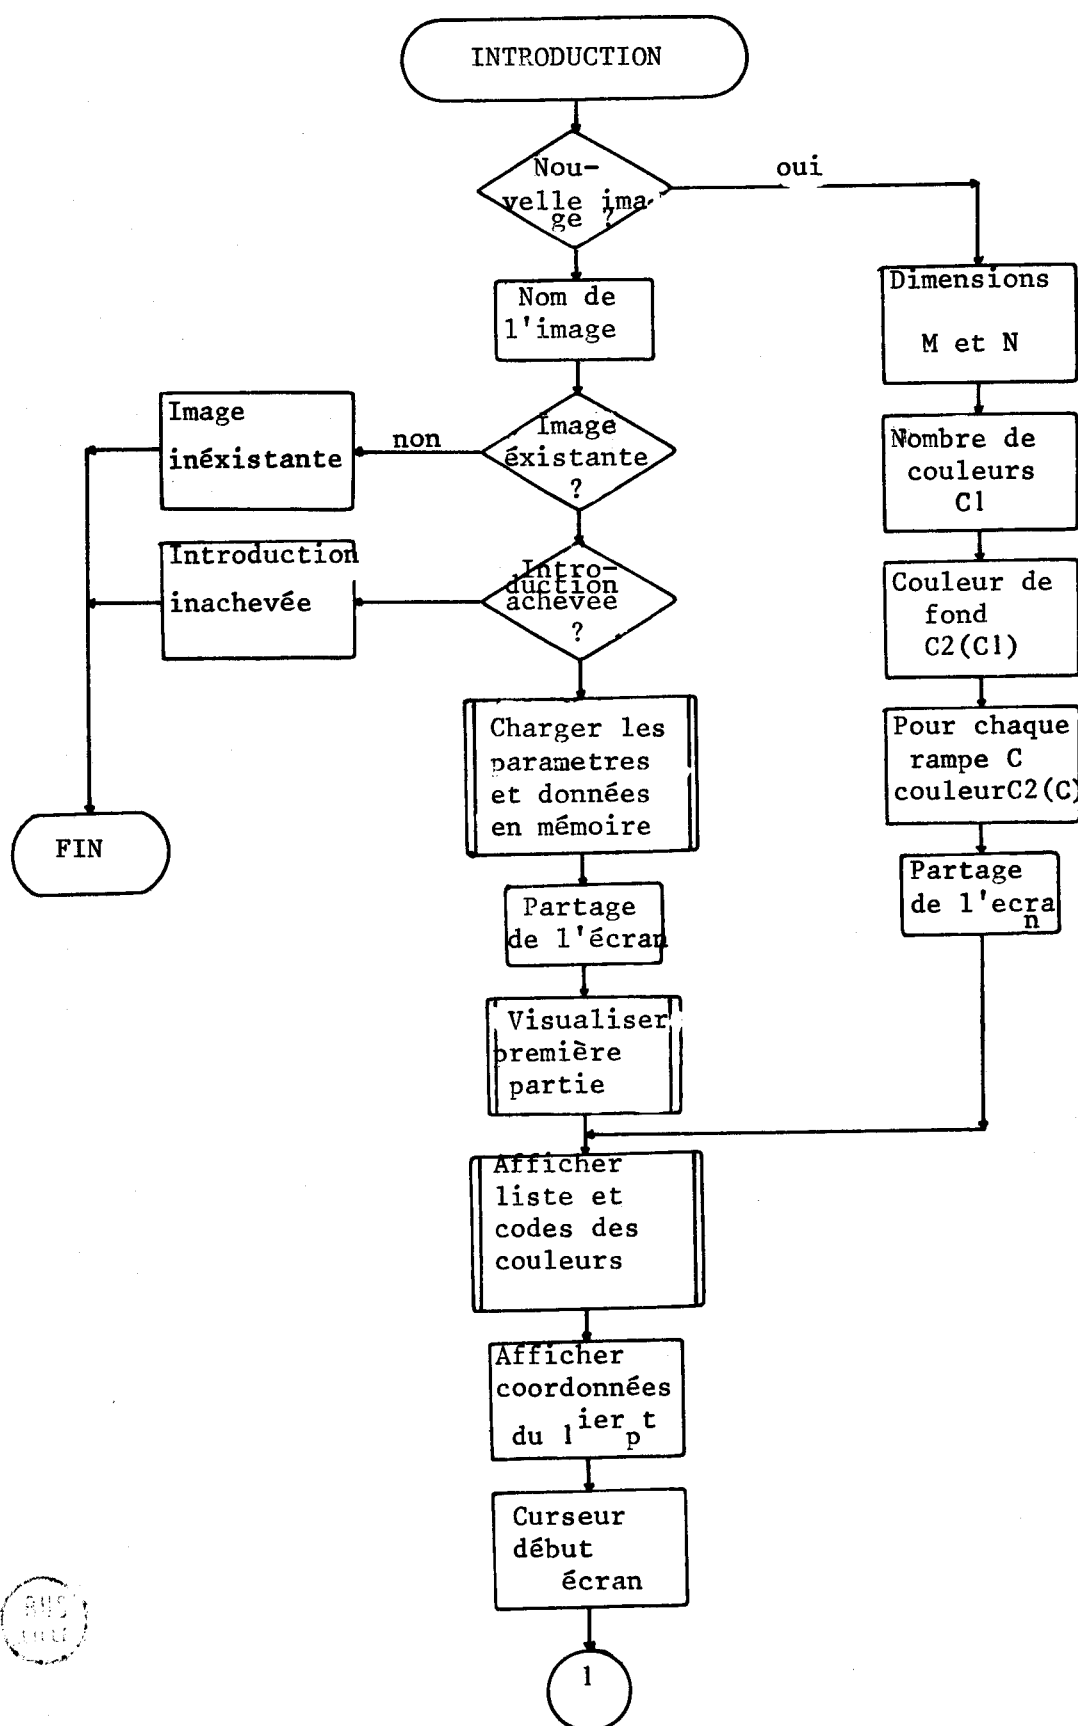 INTRODUCTION
Nou-
velle ima-
ge ?
oui
Nom de
l'image
Image
éxistante
?
non
Image
inéxistante
Intro-
duction
achevée
?
Introduction
inachevée
FIN
Charger les
parametres
et données
en mémoire
Partage
de l'écran
Visualiser
première
partie
Dimensions
M et N
Nombre de
couleurs
C1
Couleur de
fond
C2(C1)
Pour chaque
rampe C
couleurC2(C)
Partage
de l'ecra
n
Afficher
liste et
codes des
couleurs
Afficher
coordonnées
du 1ier pt
Curseur
début
écran
1